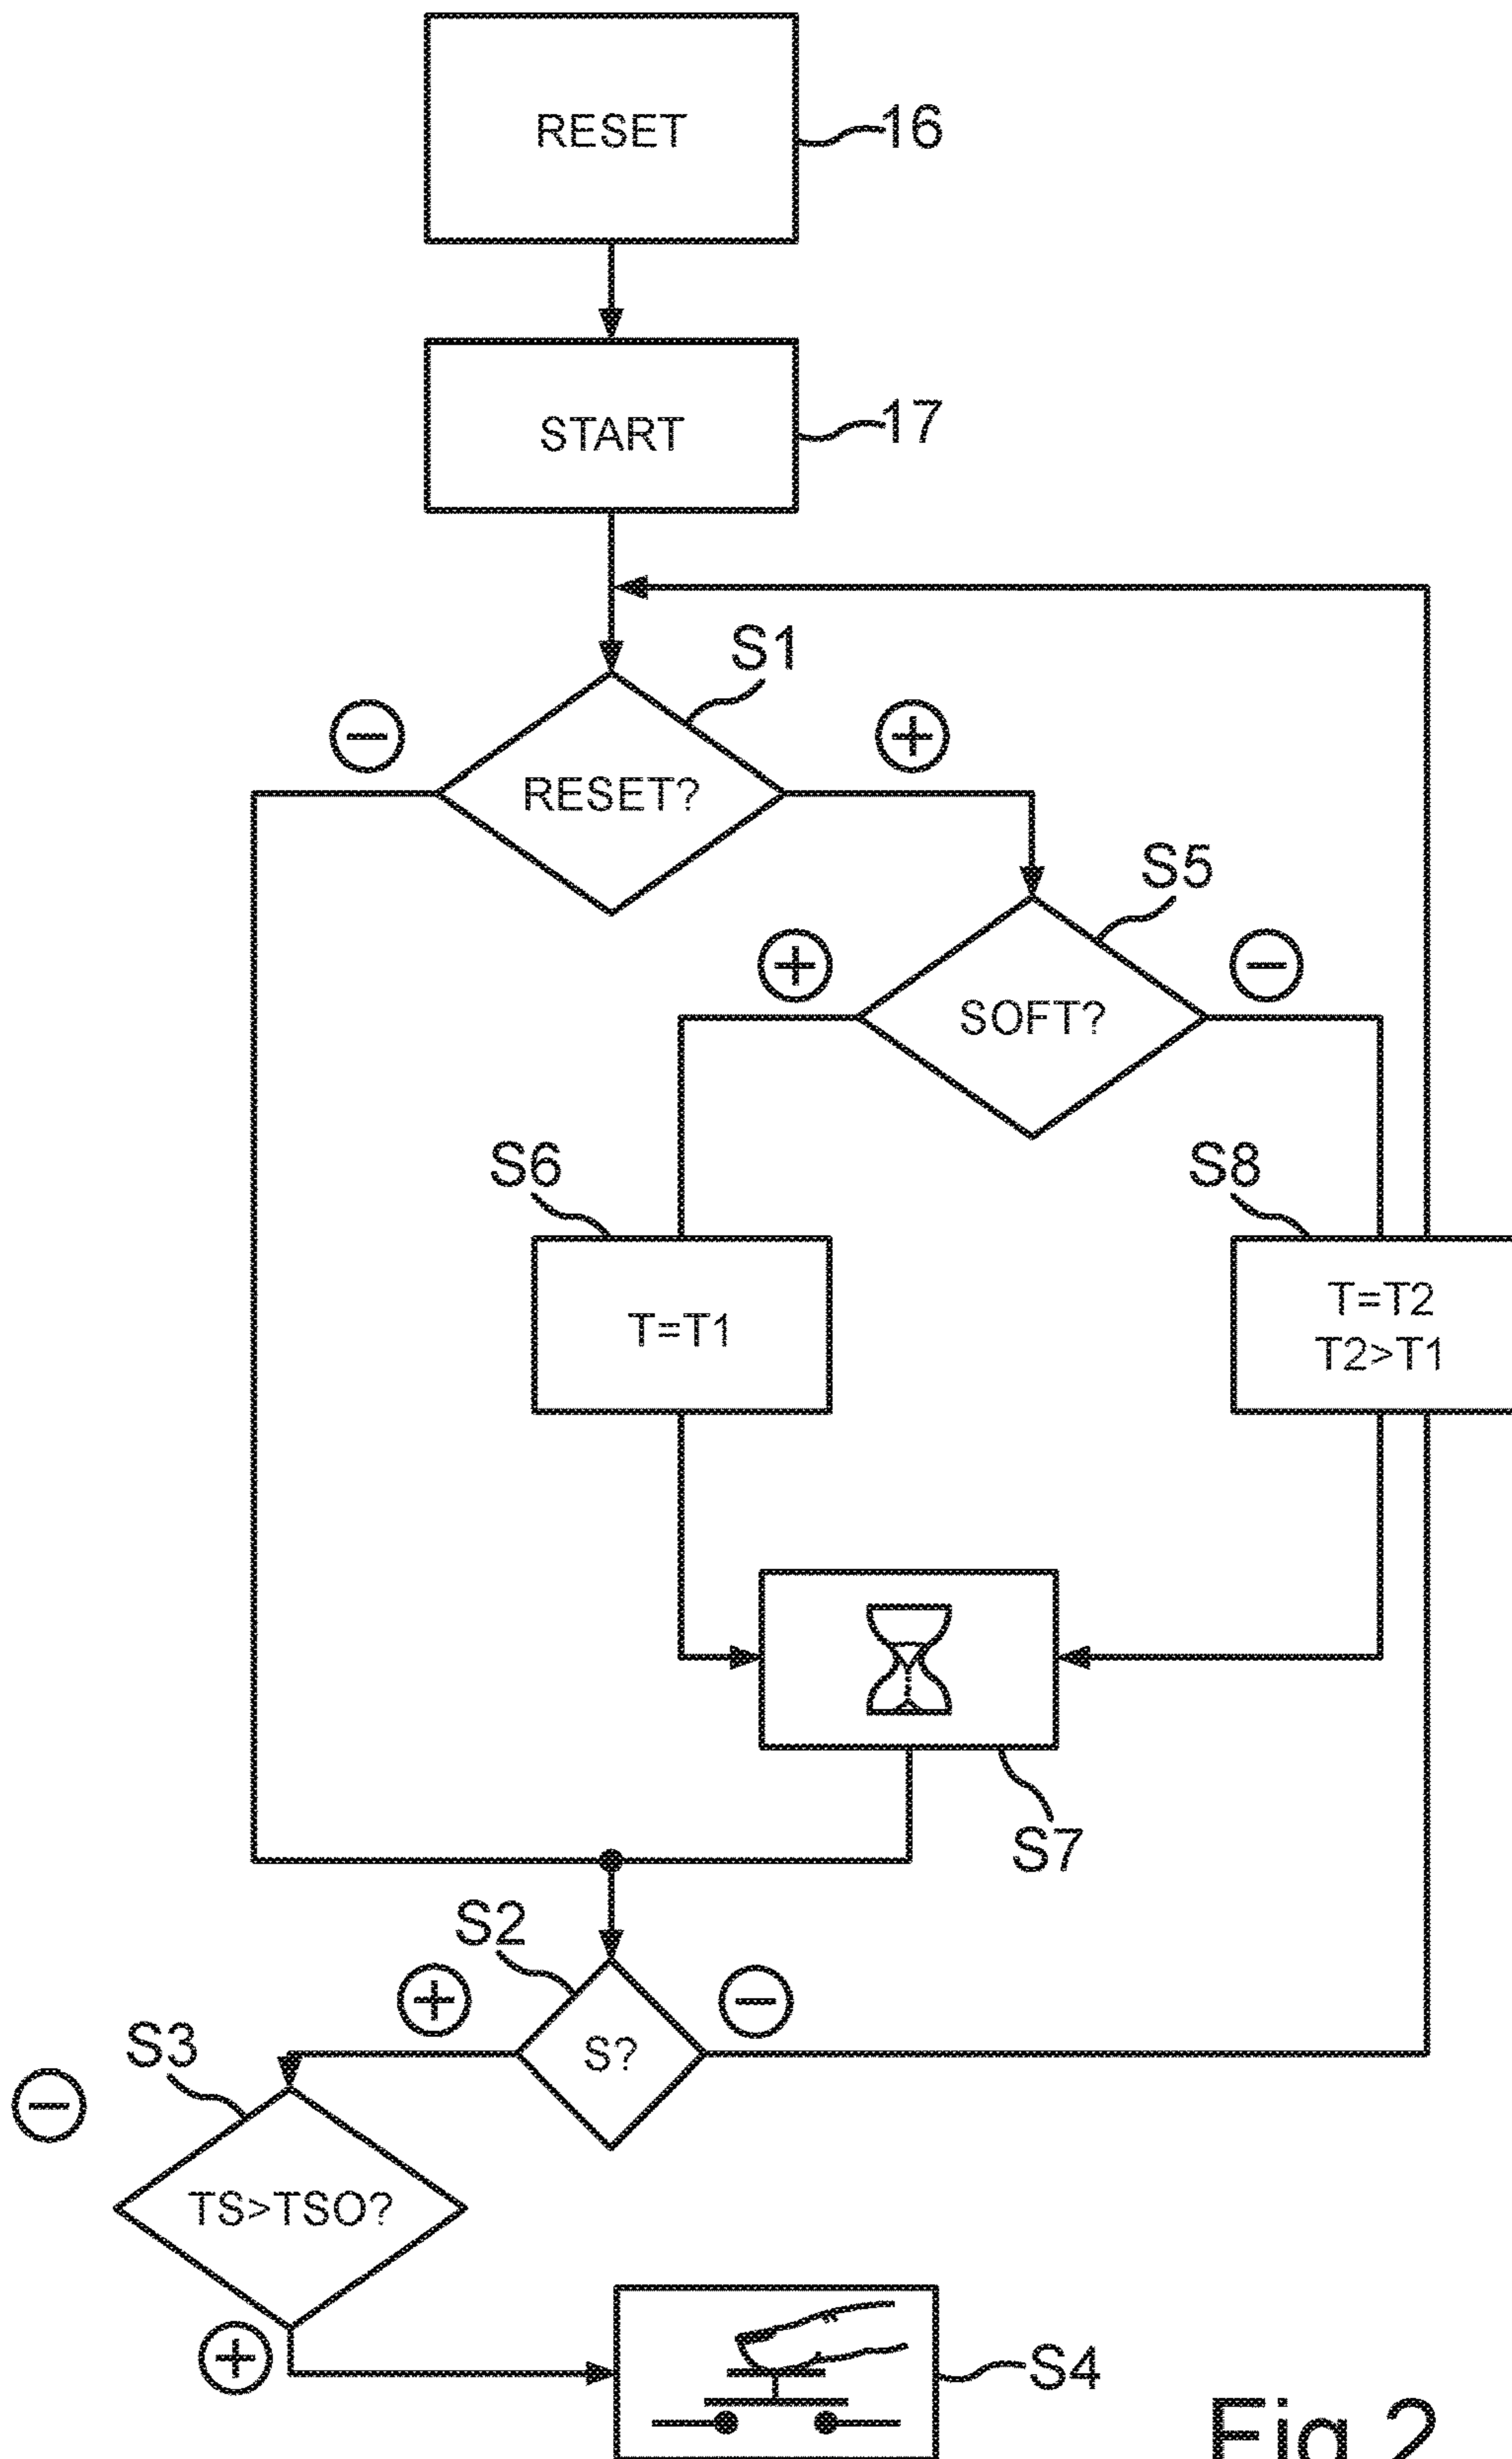 RESET
16
START
17
S1
−
+
RESET?
S5
+
−
SOFT?
S6
S8
T=T1
T=T2
T2>T1
S7
S2
+
−
S?
S3
−
TS>TSO?
+
S4
Fig.2